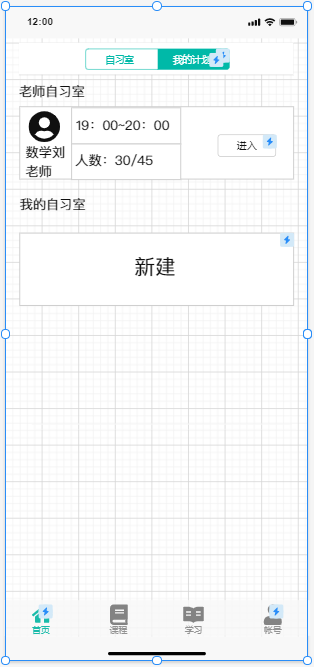 12:00
自习室 我的计划
老师自习室
19：00~20：00
数学刘
老师
人数：30/45
进入
我的自习室
新建
首页 课程 学习 帐号